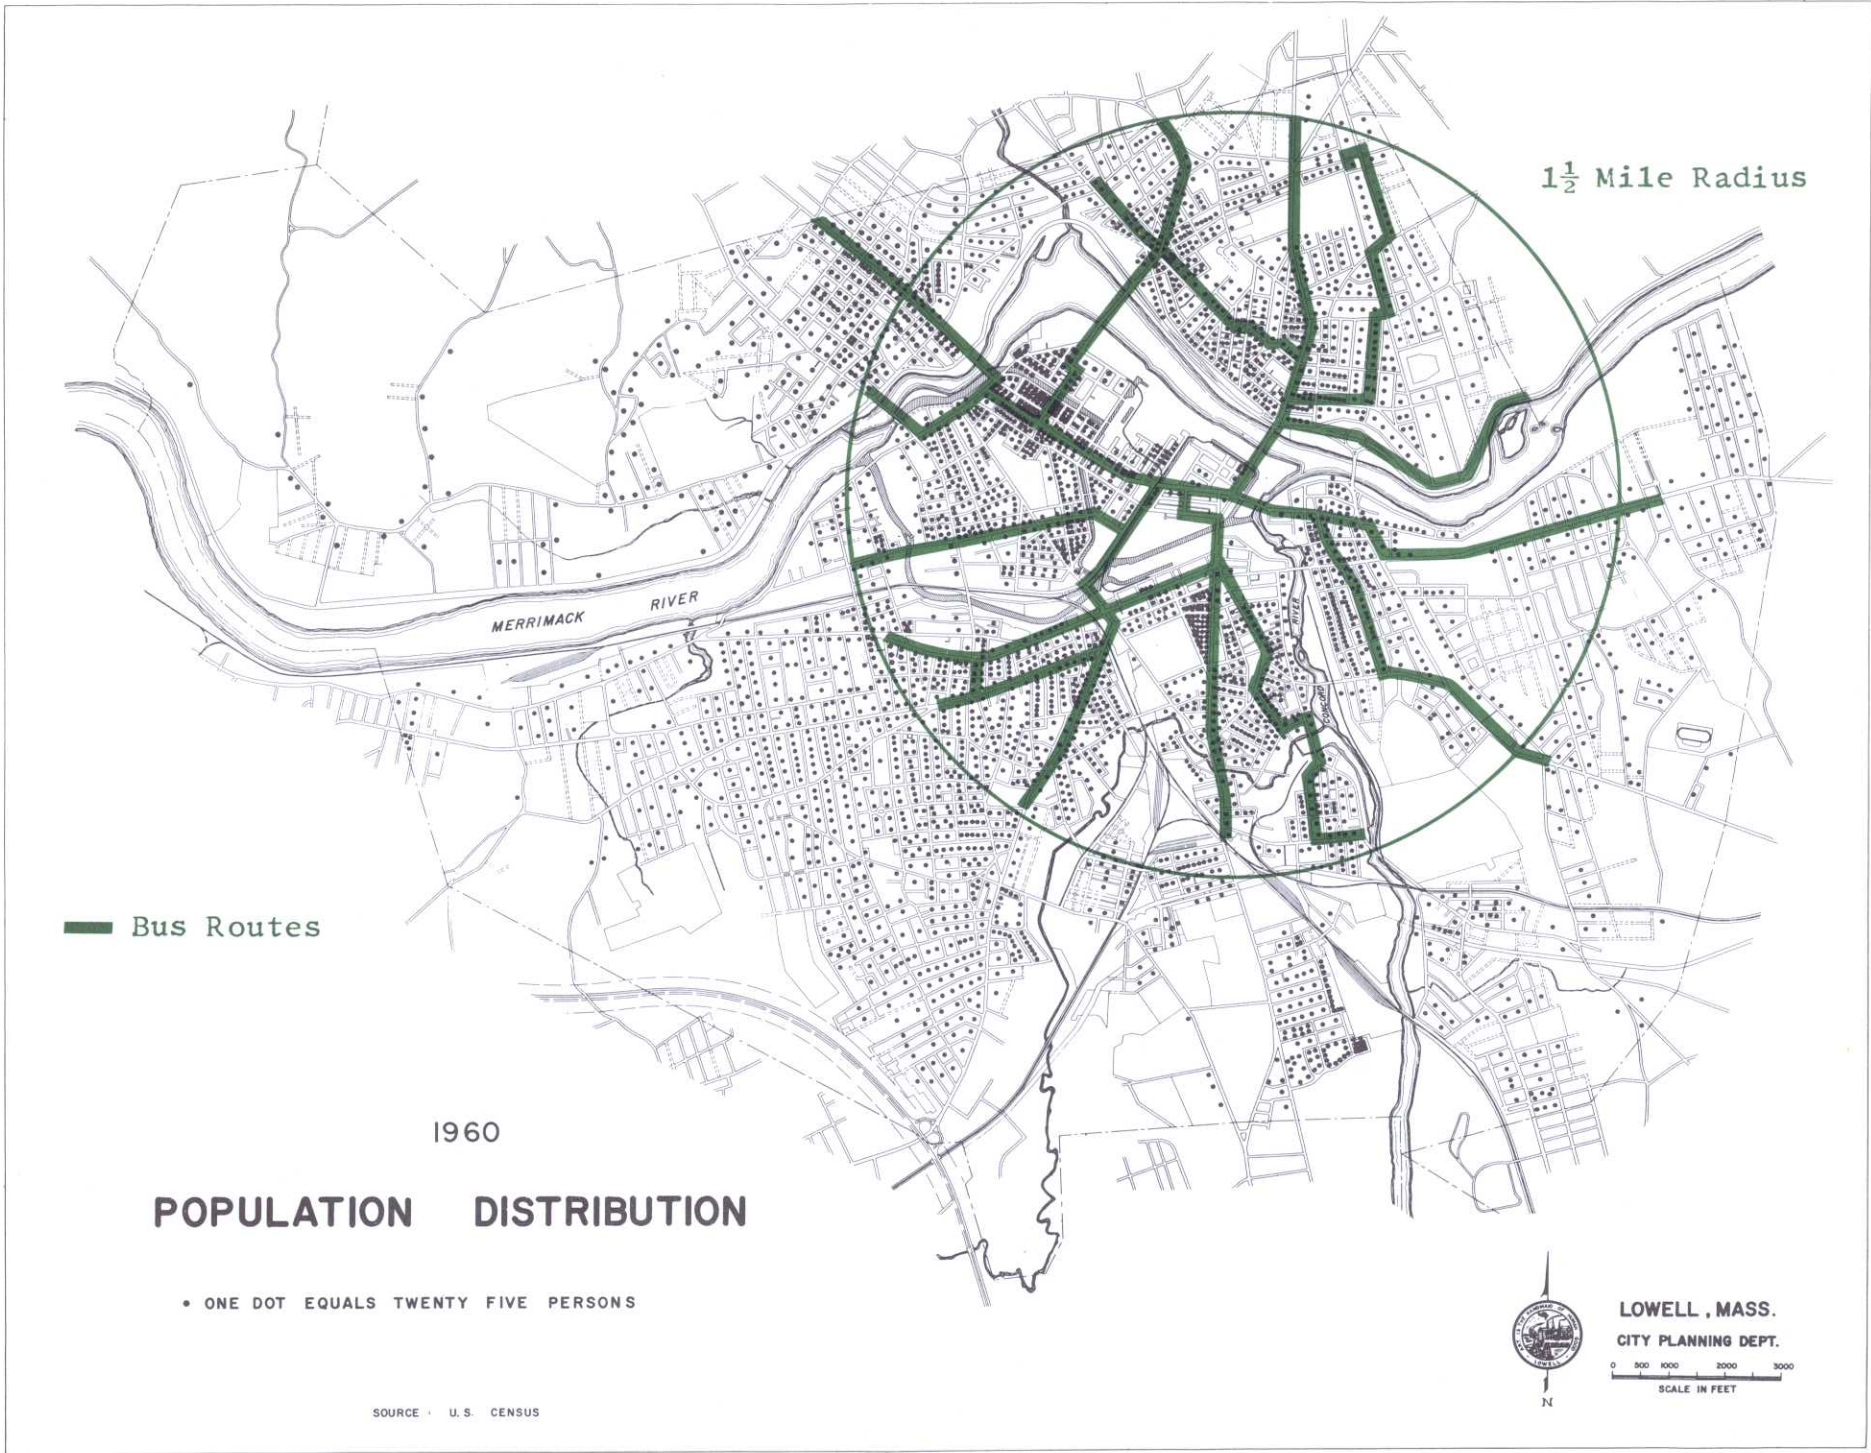 1½ Mile Radius
MERRIMACK RIVER
RIVER
CONCORD
Bus Routes
1960
POPULATION DISTRIBUTION
• ONE DOT EQUALS TWENTY FIVE PERSONS
SOURCE · U. S. CENSUS
LOWELL
N
LOWELL, MASS.
CITY PLANNING DEPT.
0 500 1000 2000 3000
SCALE IN FEET